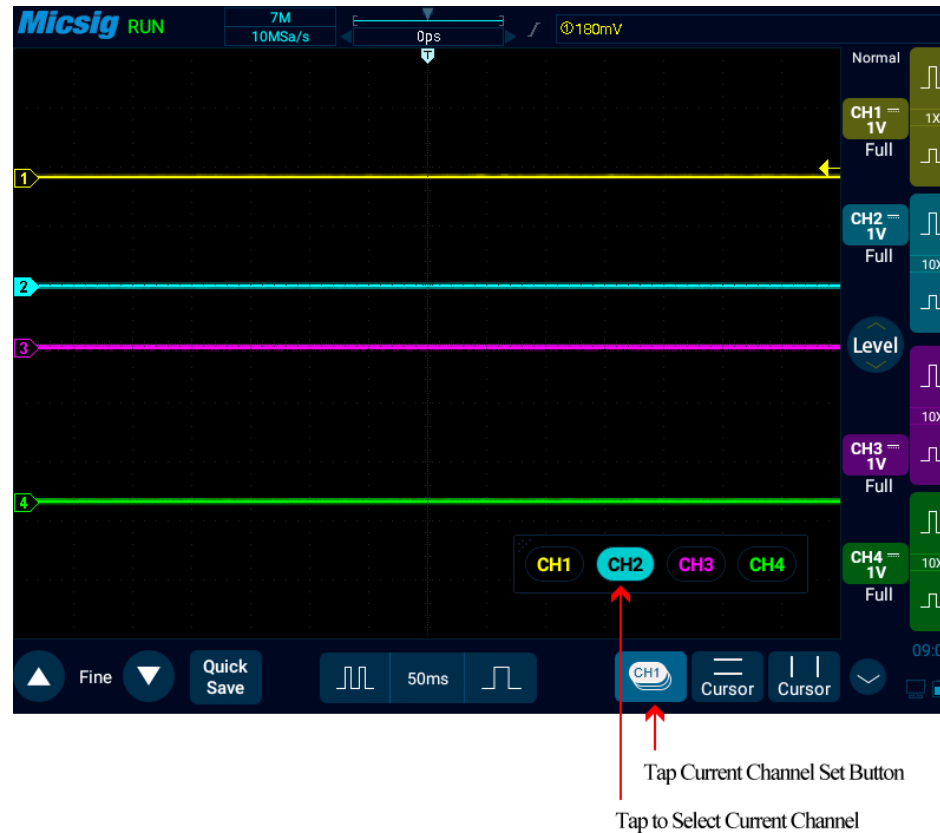 Micsig RUN
7M
10MSa/s
0ps
①180mV
T
Normal
CH1
1V
Full
1X
1
CH2
1V
Full
10X
2
3
Level
10X
CH3
1V
Full
4
CH1 CH2 CH3 CH4
CH4
1V
Full
10X
Fine
Quick
Save
50ms
CH1
Cursor
Cursor
Tap Current Channel Set Button
Tap to Select Current Channel